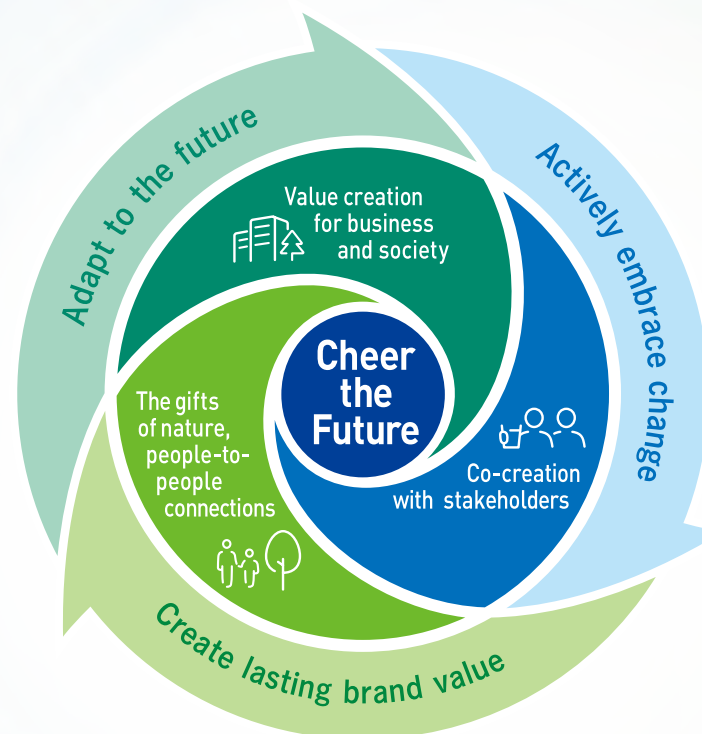 Adapt to the future
Actively embrace change
Value creation
for business
and society
Cheer
the
Future
The gifts
of nature,
people-to-
people
connections
Co-creation
with stakeholders
Create lasting brand value